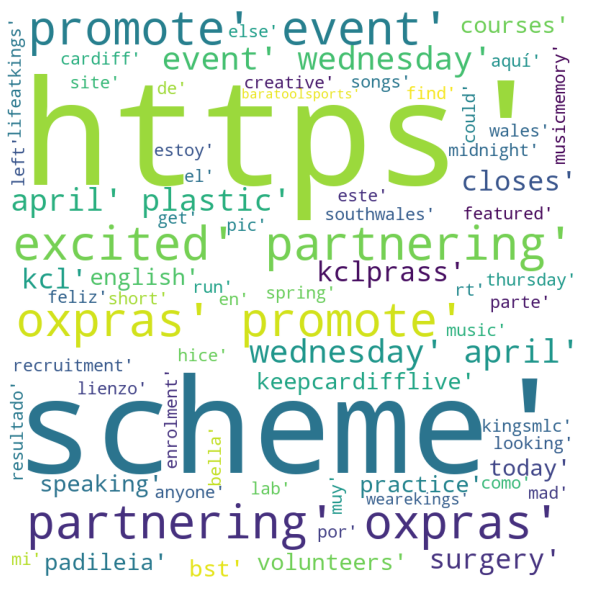 promote' event'
else'
courses'
cardiff'
event' wednesday'
aquí'
site'
de'
creative'
songs'
baratoolsports'
find'
lifeatkings'
left'
https'
could'
musicmemory'
wales'
estoy'
midnight'
el'
closes'
april' plastic'
este'
get'
pic'
southwales'
featured'
excited' partnering'
kcl'
english'
kclprass'
run'
thursday'
feliz'
short'
en'
spring'
rt'
parte'
oxpras' promote'
music'
wednesday' april'
hice'
recruitment'
lienzo'
keepcardifflive'
resultado'
enrolment'
scheme'
bella'
kingsmlc'
looking'
today'
speaking'
anyone'
lab'
muy'
practice'
como'
wearekings'
mad'
partnering' oxpras'
por'
mi'
padileia'
bst'
volunteers'
surgery'